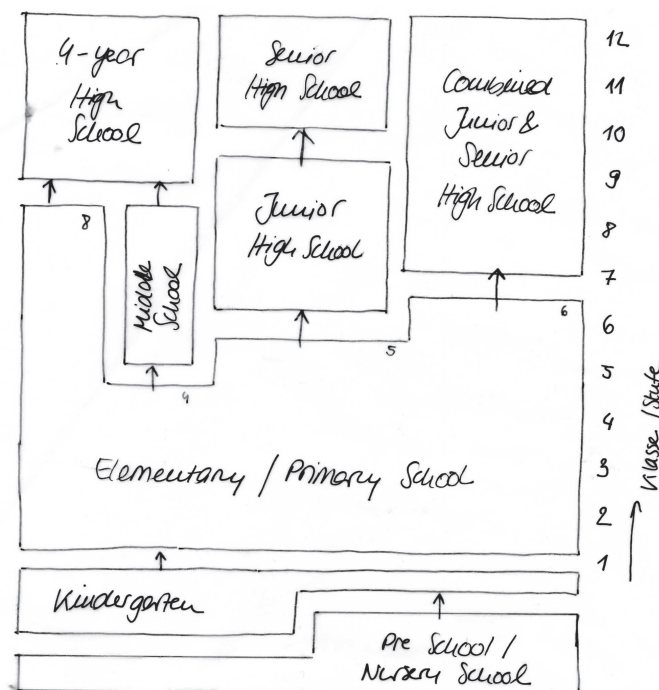 4-year
High
School
Senior
High School
Combined
Junior &
Senior
High School
12
11
10
9
8
7
6
5
4
3
2
1
Klasse / Stufe
8
Middle
School
Junior
High School
4
5
6
Elementary / Primary School
Kindergarten
Pre School /
Nursery School